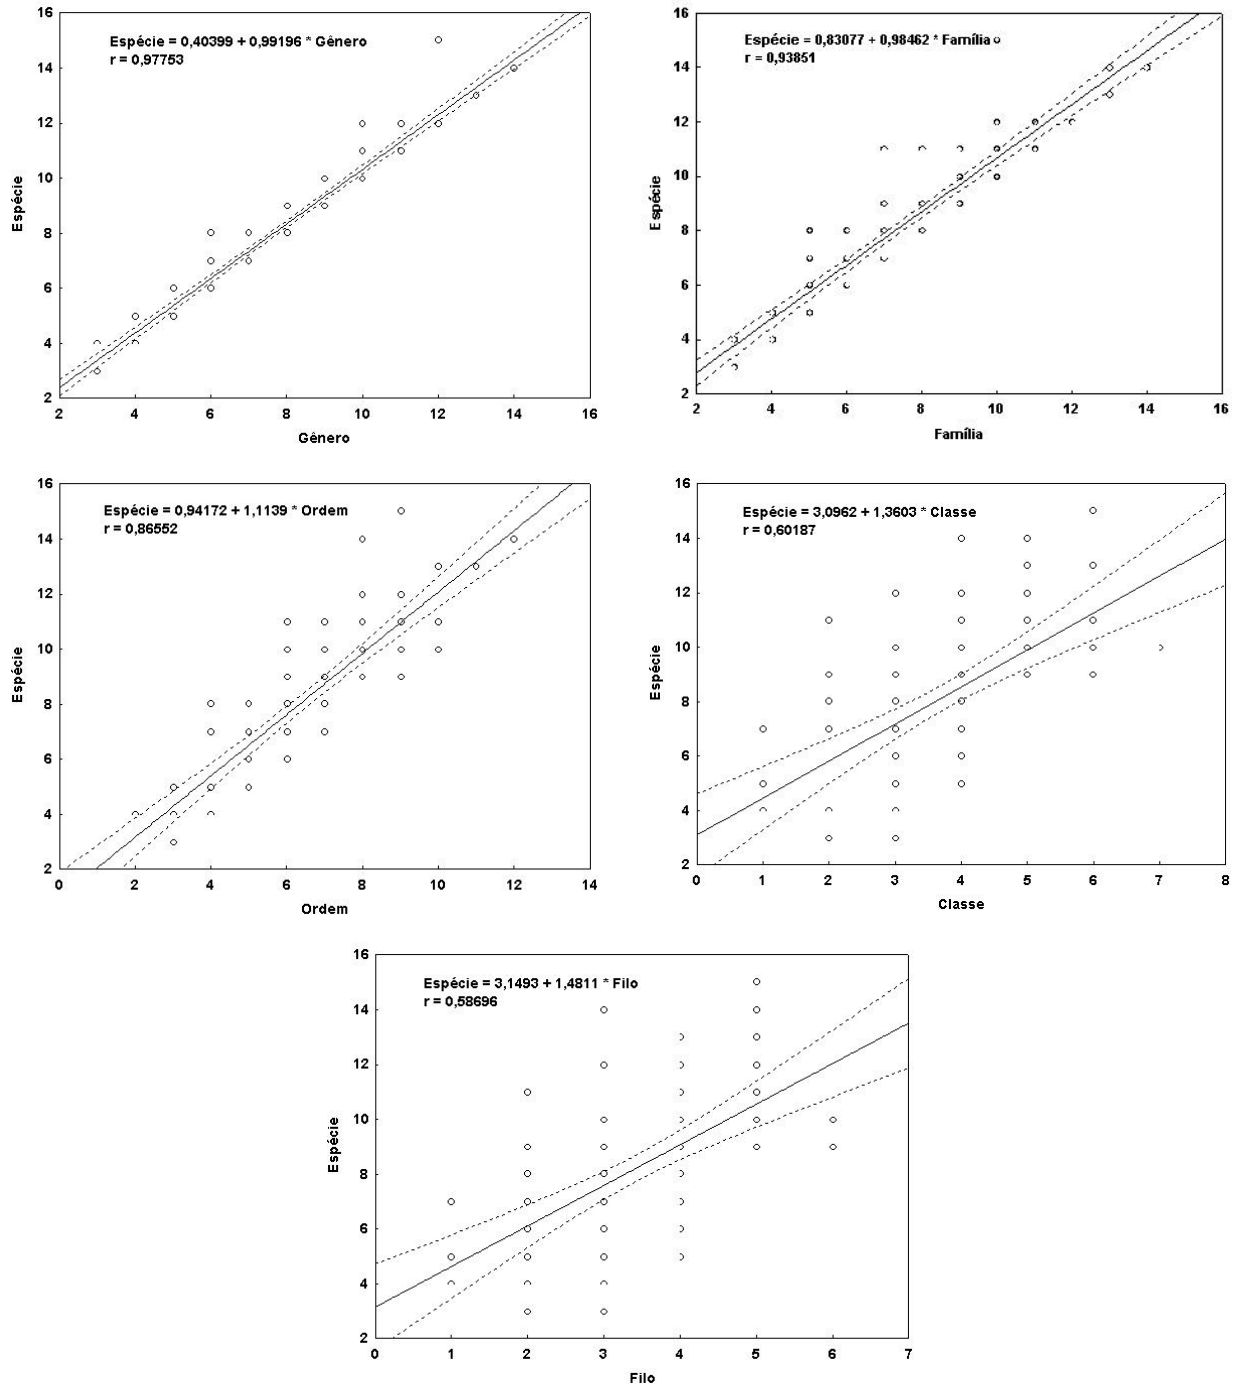 Espécie = 0,40399 + 0,99196 * Gênero
r = 0,97753
Espécie
16
14
12
10
8
6
4
2
2 4 6 8 10 12 14 16
Gênero
Espécie = 0,83077 + 0,98462 * Família
r = 0,93851
E spécie
16
14
12
10
8
6
4
2
2 4 6 8 10 12 14 16
Família
Espécie = 0,94172 + 1,1139 * Ordem
r = 0,86552
Espécie
16
14
12
10
8
6
4
2
0 2 4 6 8 10 12 14
Ordem
Espécie = 3,0962 + 1,3603 * Classe
r = 0,60187
Espécie
16
14
12
10
8
6
4
2
0 1 2 3 4 5 6 7 8
Classe
Espécie = 3,1493 + 1,4811 * Filo
r = 0,58696
Espécie
16
14
12
10
8
6
4
2
0 1 2 3 4 5 6 7
Filo